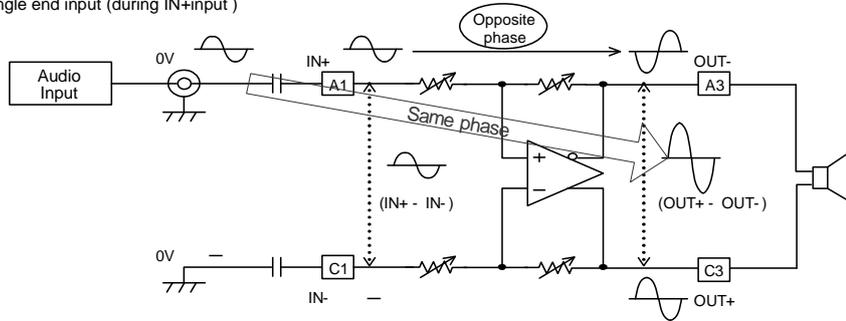 ngle end input (during IN+input )
Opposite
phase
0V
IN+
OUT-
Audio
Input
A1
A3
Same phase
+
−
(IN+ - IN- )
(OUT+ - OUT- )
0V
−
C1
C3
IN-
−
OUT+